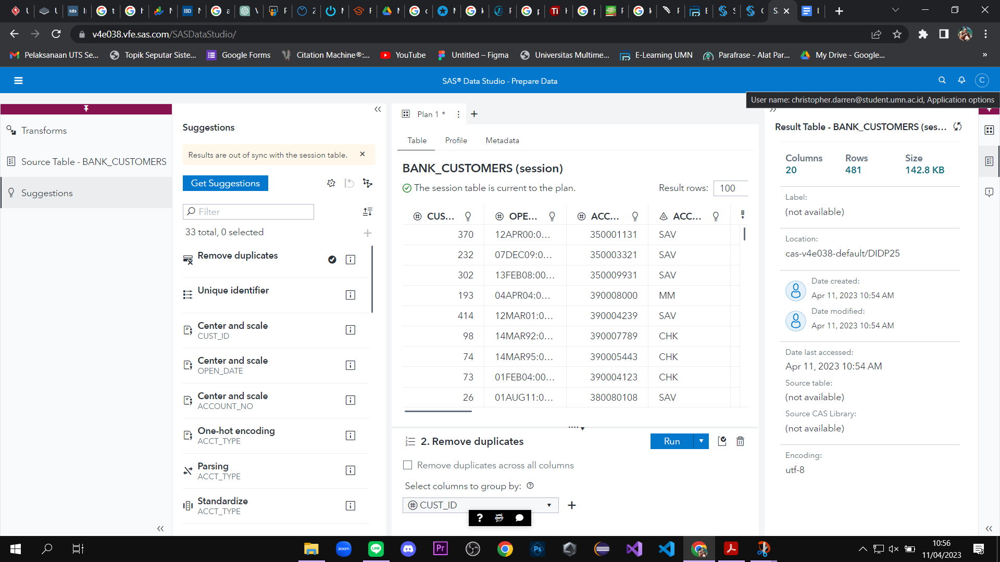 v4e038.vfe.sas.com/SASDataStudio/
Pelaksanaan UTS Se...
Topik Seputar Siste...
Google Forms
Citation Machine®:...
YouTube
Untitled – Figma
Universitas Multime...
E-Learning UMN
Parafrase - Alat Par...
My Drive - Google...
»
SAS® Data Studio - Prepare Data
C
User name: christopher.darren@student.umn.ac.id, Application options
Transforms
Source Table - BANK_CUSTOMERS
Suggestions
Suggestions
Results are out of sync with the session table.
Get Suggestions
Filter
33 total, 0 selected
Remove duplicates
Unique identifier
Center and scale
CUST_ID
Center and scale
OPEN_DATE
Center and scale
ACCOUNT_NO
One-hot encoding
ACCT_TYPE
Parsing
ACCT_TYPE
Standardize
ACCT_TYPE
Plan 1 *
Table Profile Metadata
BANK_CUSTOMERS (session)
The session table is current to the plan.
Result rows: 100
CUS... OPE... ACC... ACC...
370 12APR00:0... 350001131 SAV
232 07DEC09:0... 350003321 SAV
302 13FEB08:00... 350009931 SAV
193 04APR04:0... 390008000 MM
414 12MAR01:0... 390004239 SAV
98 14MAR92:0... 390007789 CHK
74 14MAR95:0... 390005443 CHK
73 01FEB04:00... 390004123 CHK
26 01AUG11:0... 380080108 SAV
2. Remove duplicates
Run
Remove duplicates across all columns
Select columns to group by:
CUST_ID
Result Table - BANK_CUSTOMERS (ses...
Columns Rows Size
20 481 142.8 KB
Label:
(not available)
Location:
cas-v4e038-default/DIDP25
Date created:
Apr 11, 2023 10:54 AM
Date modified:
Apr 11, 2023 10:54 AM
Date last accessed:
Apr 11, 2023 10:54 AM
Source table:
(not available)
Source CAS Library:
(not available)
Encoding:
utf-8
zoom
LINE
Pr
Ps
10:56
11/04/2023